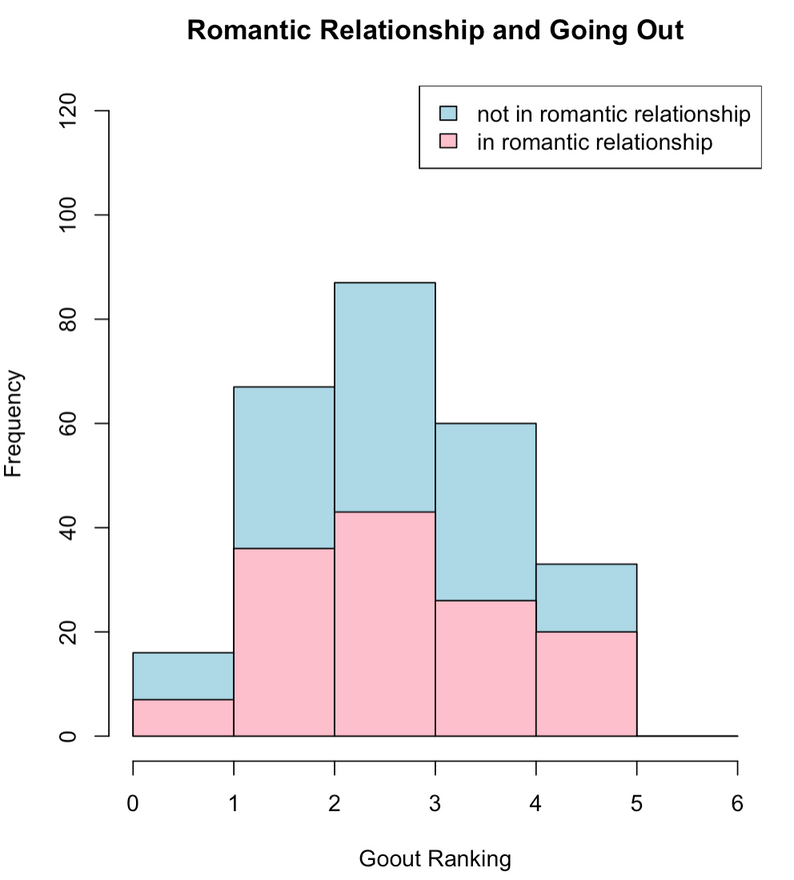 Romantic Relationship and Going Out
not in romantic relationship
in romantic relationship
Frequency
120
100
80
60
40
20
0
0 1 2 3 4 5 6
Goout Ranking